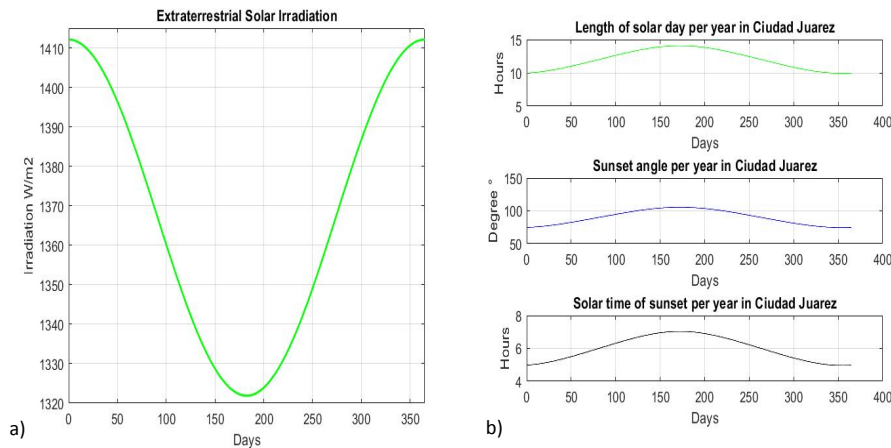 Extraterrestrial Solar Irradiation
Irradiation W/m2
1410
1400
1390
1380
1370
1360
1350
1340
1330
1320
0 50 100 150 200 250 300 350
Days
a)
Length of solar day per year in Ciudad Juarez
Hours
15
10
5
0 50 100 150 200 250 300 350 400
Days
Sunset angle per year in Ciudad Juarez
Degree °
150
100
50
0 50 100 150 200 250 300 350 400
Days
Solar time of sunset per year in Ciudad Juarez
Hours
8
6
4
0 50 100 150 200 250 300 350 400
Days
b)